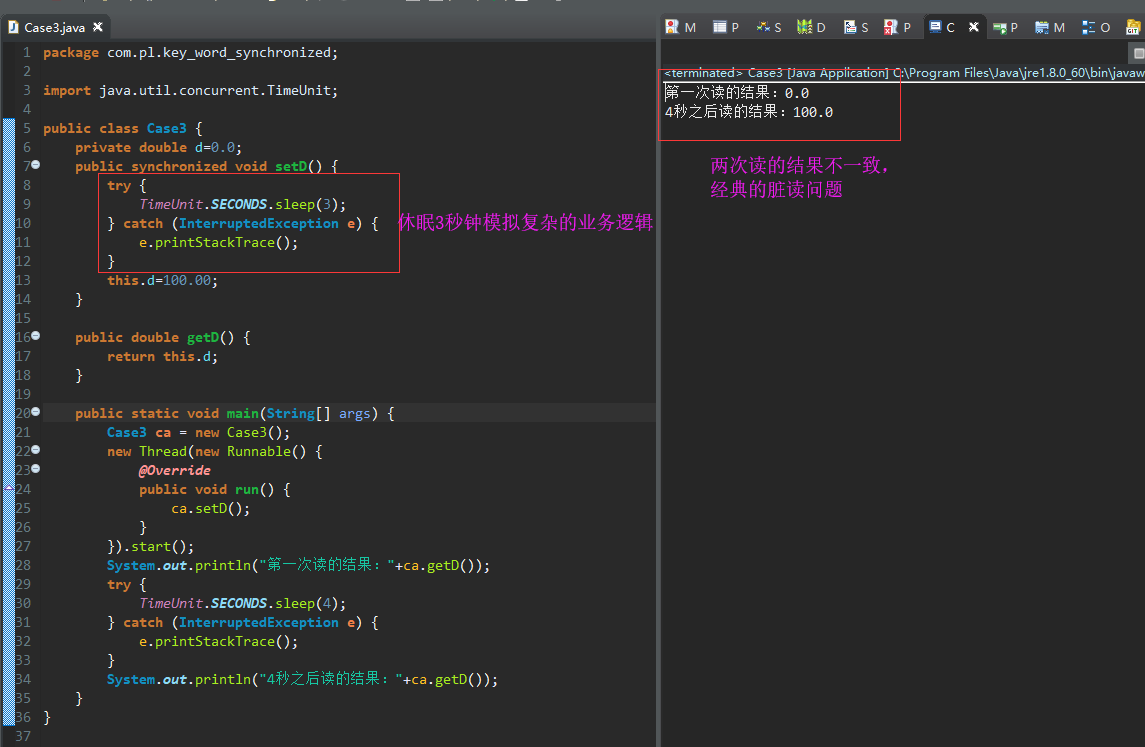 Case3.java
M P S D S P C P M O
1 package com.pl.key_word_synchronized;
2
3 import java.util.concurrent.TimeUnit;
4
5 public class Case3 {
6 private double d=0.0;
7 public synchronized void setD() {
8 try {
9 TimeUnit.SECONDS.sleep(3);
10 } catch (InterruptedException e) {
11 e.printStackTrace();
12 }
13 this.d=100.00;
14 }
15
16 public double getD() {
17 return this.d;
18 }
19
20 public static void main(String[] args) {
21 Case3 ca = new Case3();
22 new Thread(new Runnable() {
23 @Override
24 public void run() {
25 ca.setD();
26 }
27 }).start();
28 System.out.println("第一次读的结果："+ca.getD());
29 try {
30 TimeUnit.SECONDS.sleep(4);
31 } catch (InterruptedException e) {
32 e.printStackTrace();
33 }
34 System.out.println("4秒之后读的结果："+ca.getD());
35 }
36 }
37
休眠3秒钟模拟复杂的业务逻辑
<terminated> Case3 [Java Application] C:\Program Files\Java\jre1.8.0_60\bin\javaw
第一次读的结果：0.0
4秒之后读的结果：100.0
两次读的结果不一致，
经典的脏读问题